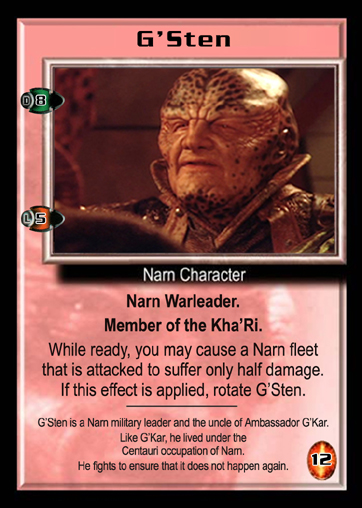 G'Sten
D 8
L 5
Narn Character
Narn Warleader.
Member of the Kha'Ri.
While ready, you may cause a Narn fleet
that is attacked to suffer only half damage.
If this effect is applied, rotate G'Sten.
G'Sten is a Narn military leader and the uncle of Ambassador G'Kar.
Like G'Kar, he lived under the
Centauri occupation of Narn.
He fights to ensure that it does not happen again.
12